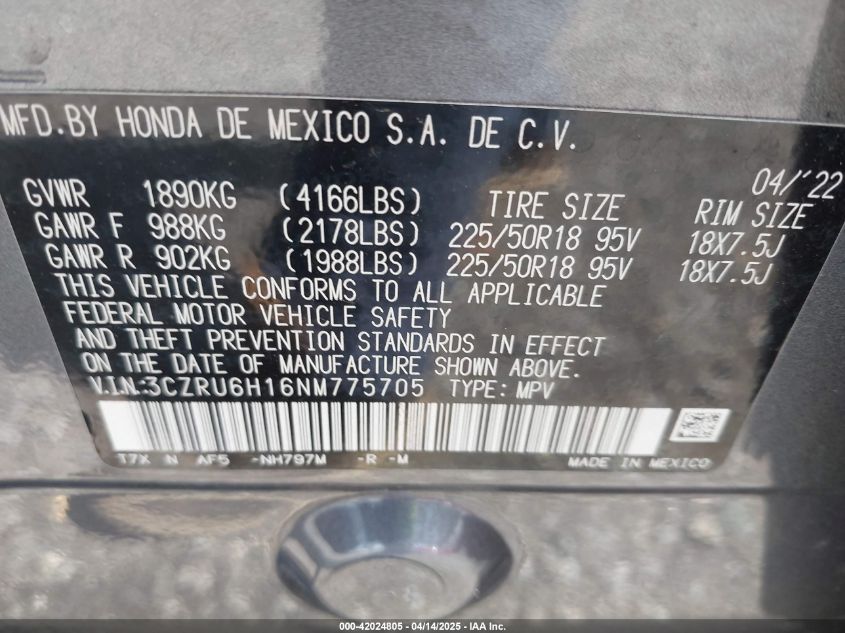 MFD.BY HONDA DE MEXICO S.A. DE C.V.
04/'22
GVWR 1890KG (4166LBS) TIRE SIZE RIM SIZE
GAWR F 988KG (2178LBS) 225/50R18 95V 18X7.5J
GAWR R 902KG (1988LBS) 225/50R18 95V 18X7.5J
THIS VEHICLE CONFORMS TO ALL APPLICABLE
FEDERAL MOTOR VEHICLE SAFETY
AND THEFT PREVENTION STANDARDS IN EFFECT
ON THE DATE OF MANUFACTURE SHOWN ABOVE.
V.I.N.:3CZRU6H16NM775705 TYPE: MPV
T7X N AF5 -NH797M -R -M MADE IN MEXICO
000-42024805 - 04/14/2025 - IAA Inc.